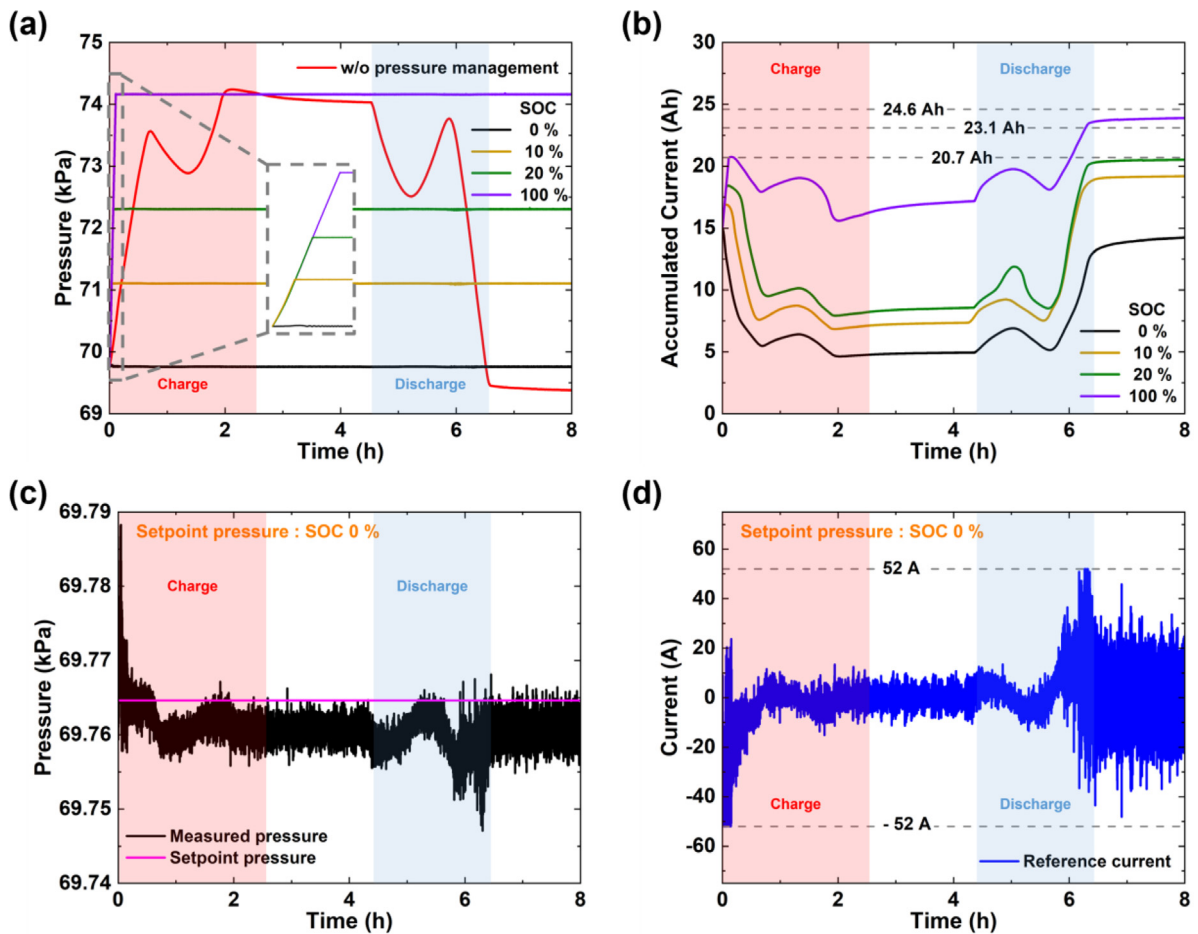 (a)
75
74
73
72
71
70
69
Pressure (kPa)
w/o pressure management
SOC
0 %
10 %
20 %
100 %
Charge
Discharge
0
2
4
6
8
Time (h)
(b)
30
25
20
15
10
5
0
Accumulated Current (Ah)
Charge
Discharge
24.6 Ah
23.1 Ah
20.7 Ah
SOC
0 %
10 %
20 %
100 %
0
2
4
6
8
Time (h)
(c)
69.79
69.78
69.77
69.76
69.75
69.74
Pressure (kPa)
Setpoint pressure : SOC 0 %
Charge
Discharge
Measured pressure
Setpoint pressure
0
2
4
6
8
Time (h)
(d)
60
40
20
0
-20
-40
-60
Current (A)
Setpoint pressure : SOC 0 %
52 A
Charge
Discharge
- 52 A
Reference current
0
2
4
6
8
Time (h)